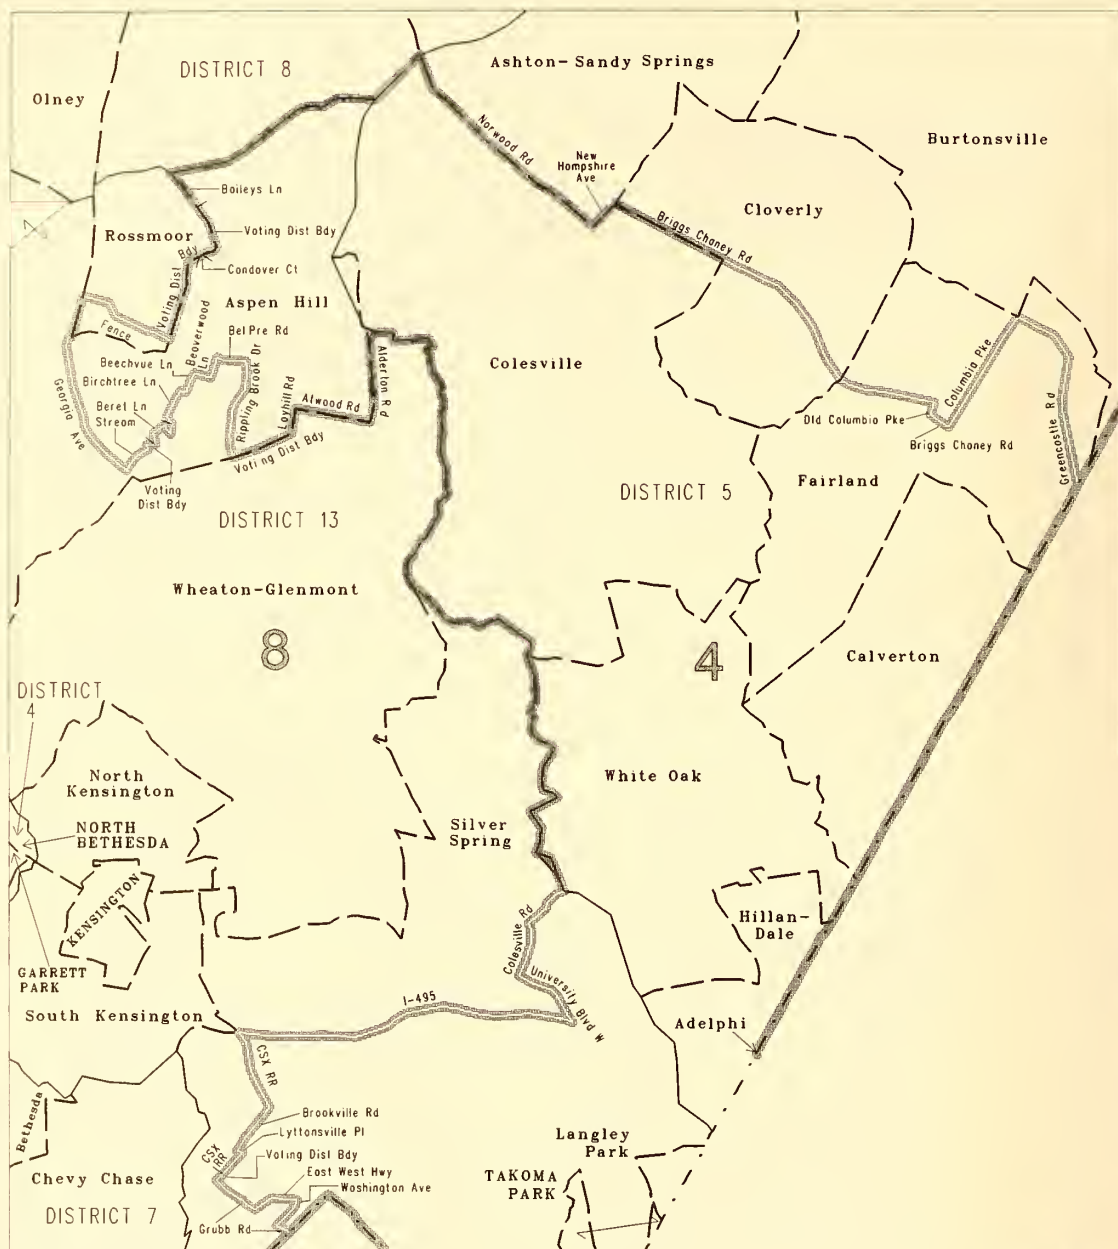 DISTRICT 8
Ashton-Sandy Springs
Olney
Burtonsville
Norwood Rd
New
Hompshire
Ave
Boileys Ln
Cloverly
Rossmoor
Voting Dist Bdy
Briggs Chaney Rd
Voting Dist Bdy
Condover Ct
Aspen Hill
Fence
Beaverwood
Ln
Bel Pre Rd
Colesville
Beechvue Ln
Birchtree Ln
Rippling Brook Dr
Alderton Rd
Columbia Pke
Georgia Ave
Layhill Rd
Atwood Rd
Beret Ln
Streom
Old Columbio Pke
Briggs Choney Rd
Greencastle Rd
Voting Dist Bdy
Voting
Dist Bdy
DISTRICT 5
Fairland
DISTRICT 13
Wheaton-Glenmont
8
4
Calverton
DISTRICT
4
North
Kensington
White Oak
NORTH
BETHESDA
Silver
Spring
KENSINGTON
Hillan-
Dale
Colesville Rd
GARRETT
PARK
University Blvd W
I-495
South Kensington
Adelphi
CSX RR
Bethesda
Brookville Rd
Lyttonsville Pl
CSX
RR
Voting Dist Bdy
Langley
Park
East West Hwy
Chevy Chase
TAKOMA
PARK
Woshington Ave
DISTRICT 7
Grubb Rd